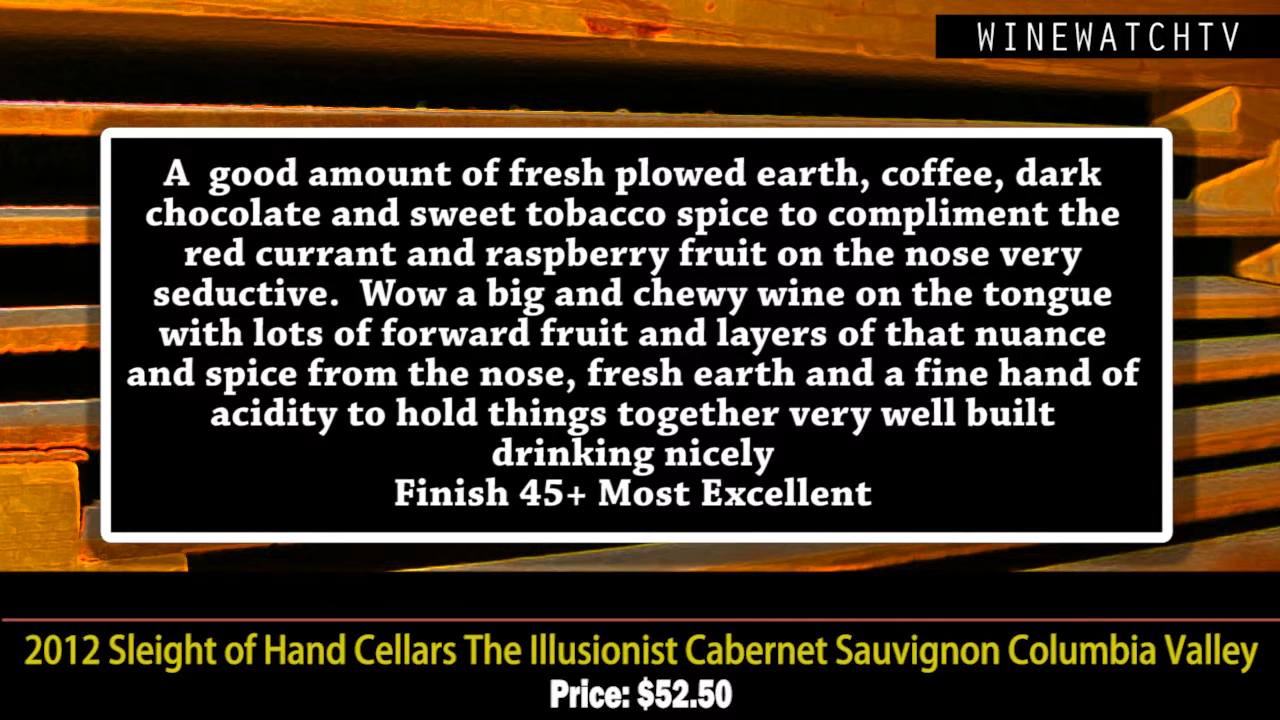 WINEWATCHTV
A  good amount of fresh plowed earth, coffee, dark
chocolate and sweet tobacco spice to compliment the
red currant and raspberry fruit on the nose very
seductive.  Wow a big and chewy wine on the tongue
with lots of forward fruit and layers of that nuance
and spice from the nose, fresh earth and a fine hand of
acidity to hold things together very well built
drinking nicely
Finish 45+ Most Excellent
2012 Sleight of Hand Cellars The Illusionist Cabernet Sauvignon Columbia Valley
Price: $52.50